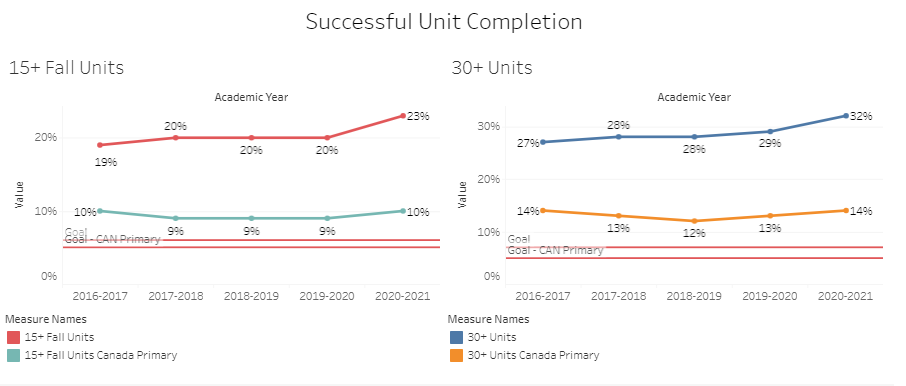 Successful Unit Completion
15+ Fall Units
Academic Year
Value
20%
10%
0%
19%
20%
20%
20%
23%
10%
9%
9%
9%
10%
Goal
Goal - CAN Primary
2016-2017 2017-2018 2018-2019 2019-2020 2020-2021
Measure Names
15+ Fall Units
15+ Fall Units Canada Primary
30+ Units
Academic Year
Value
30%
20%
10%
0%
27%
28%
28%
29%
32%
14%
13%
12%
13%
14%
Goal
Goal - CAN Primary
2016-2017 2017-2018 2018-2019 2019-2020 2020-2021
Measure Names
30+ Units
30+ Units Canada Primary